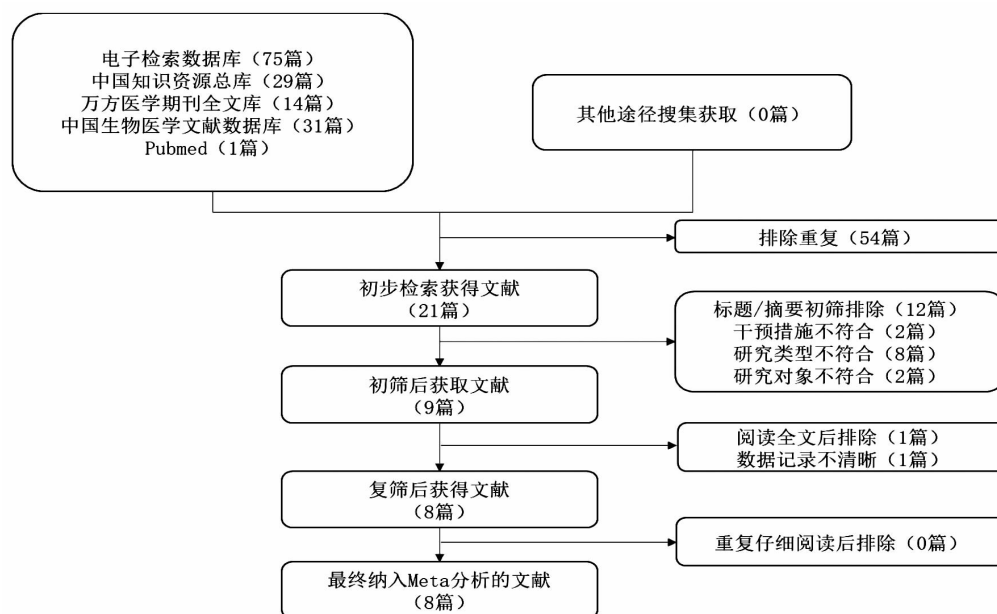 电子检索数据库（75篇）
中国知识资源总库（29篇）
万方医学期刊全文库（14篇）
中国生物医学文献数据库（31篇）
Pubmed（1篇）
其他途径搜集获取（0篇）
排除重复（54篇）
初步检索获得文献
（21篇）
标题/摘要初筛排除（12篇）
干预措施不符合（2篇）
研究类型不符合（8篇）
研究对象不符合（2篇）
初筛后获取文献
（9篇）
阅读全文后排除（1篇）
数据记录不清晰（1篇）
复筛后获得文献
（8篇）
重复仔细阅读后排除（0篇）
最终纳入Meta分析的文献
（8篇）